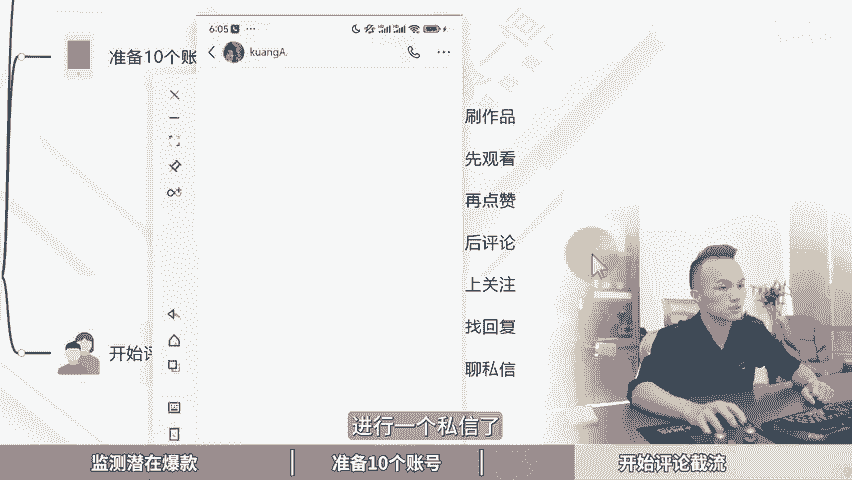 6:05
kuangA.
准备10个账
刷作品
先观看
再点赞
后评论
上关注
找回复
聊私信
开始评
进行一个私信了
监测潜在爆款
准备10个账号
开始评论截流